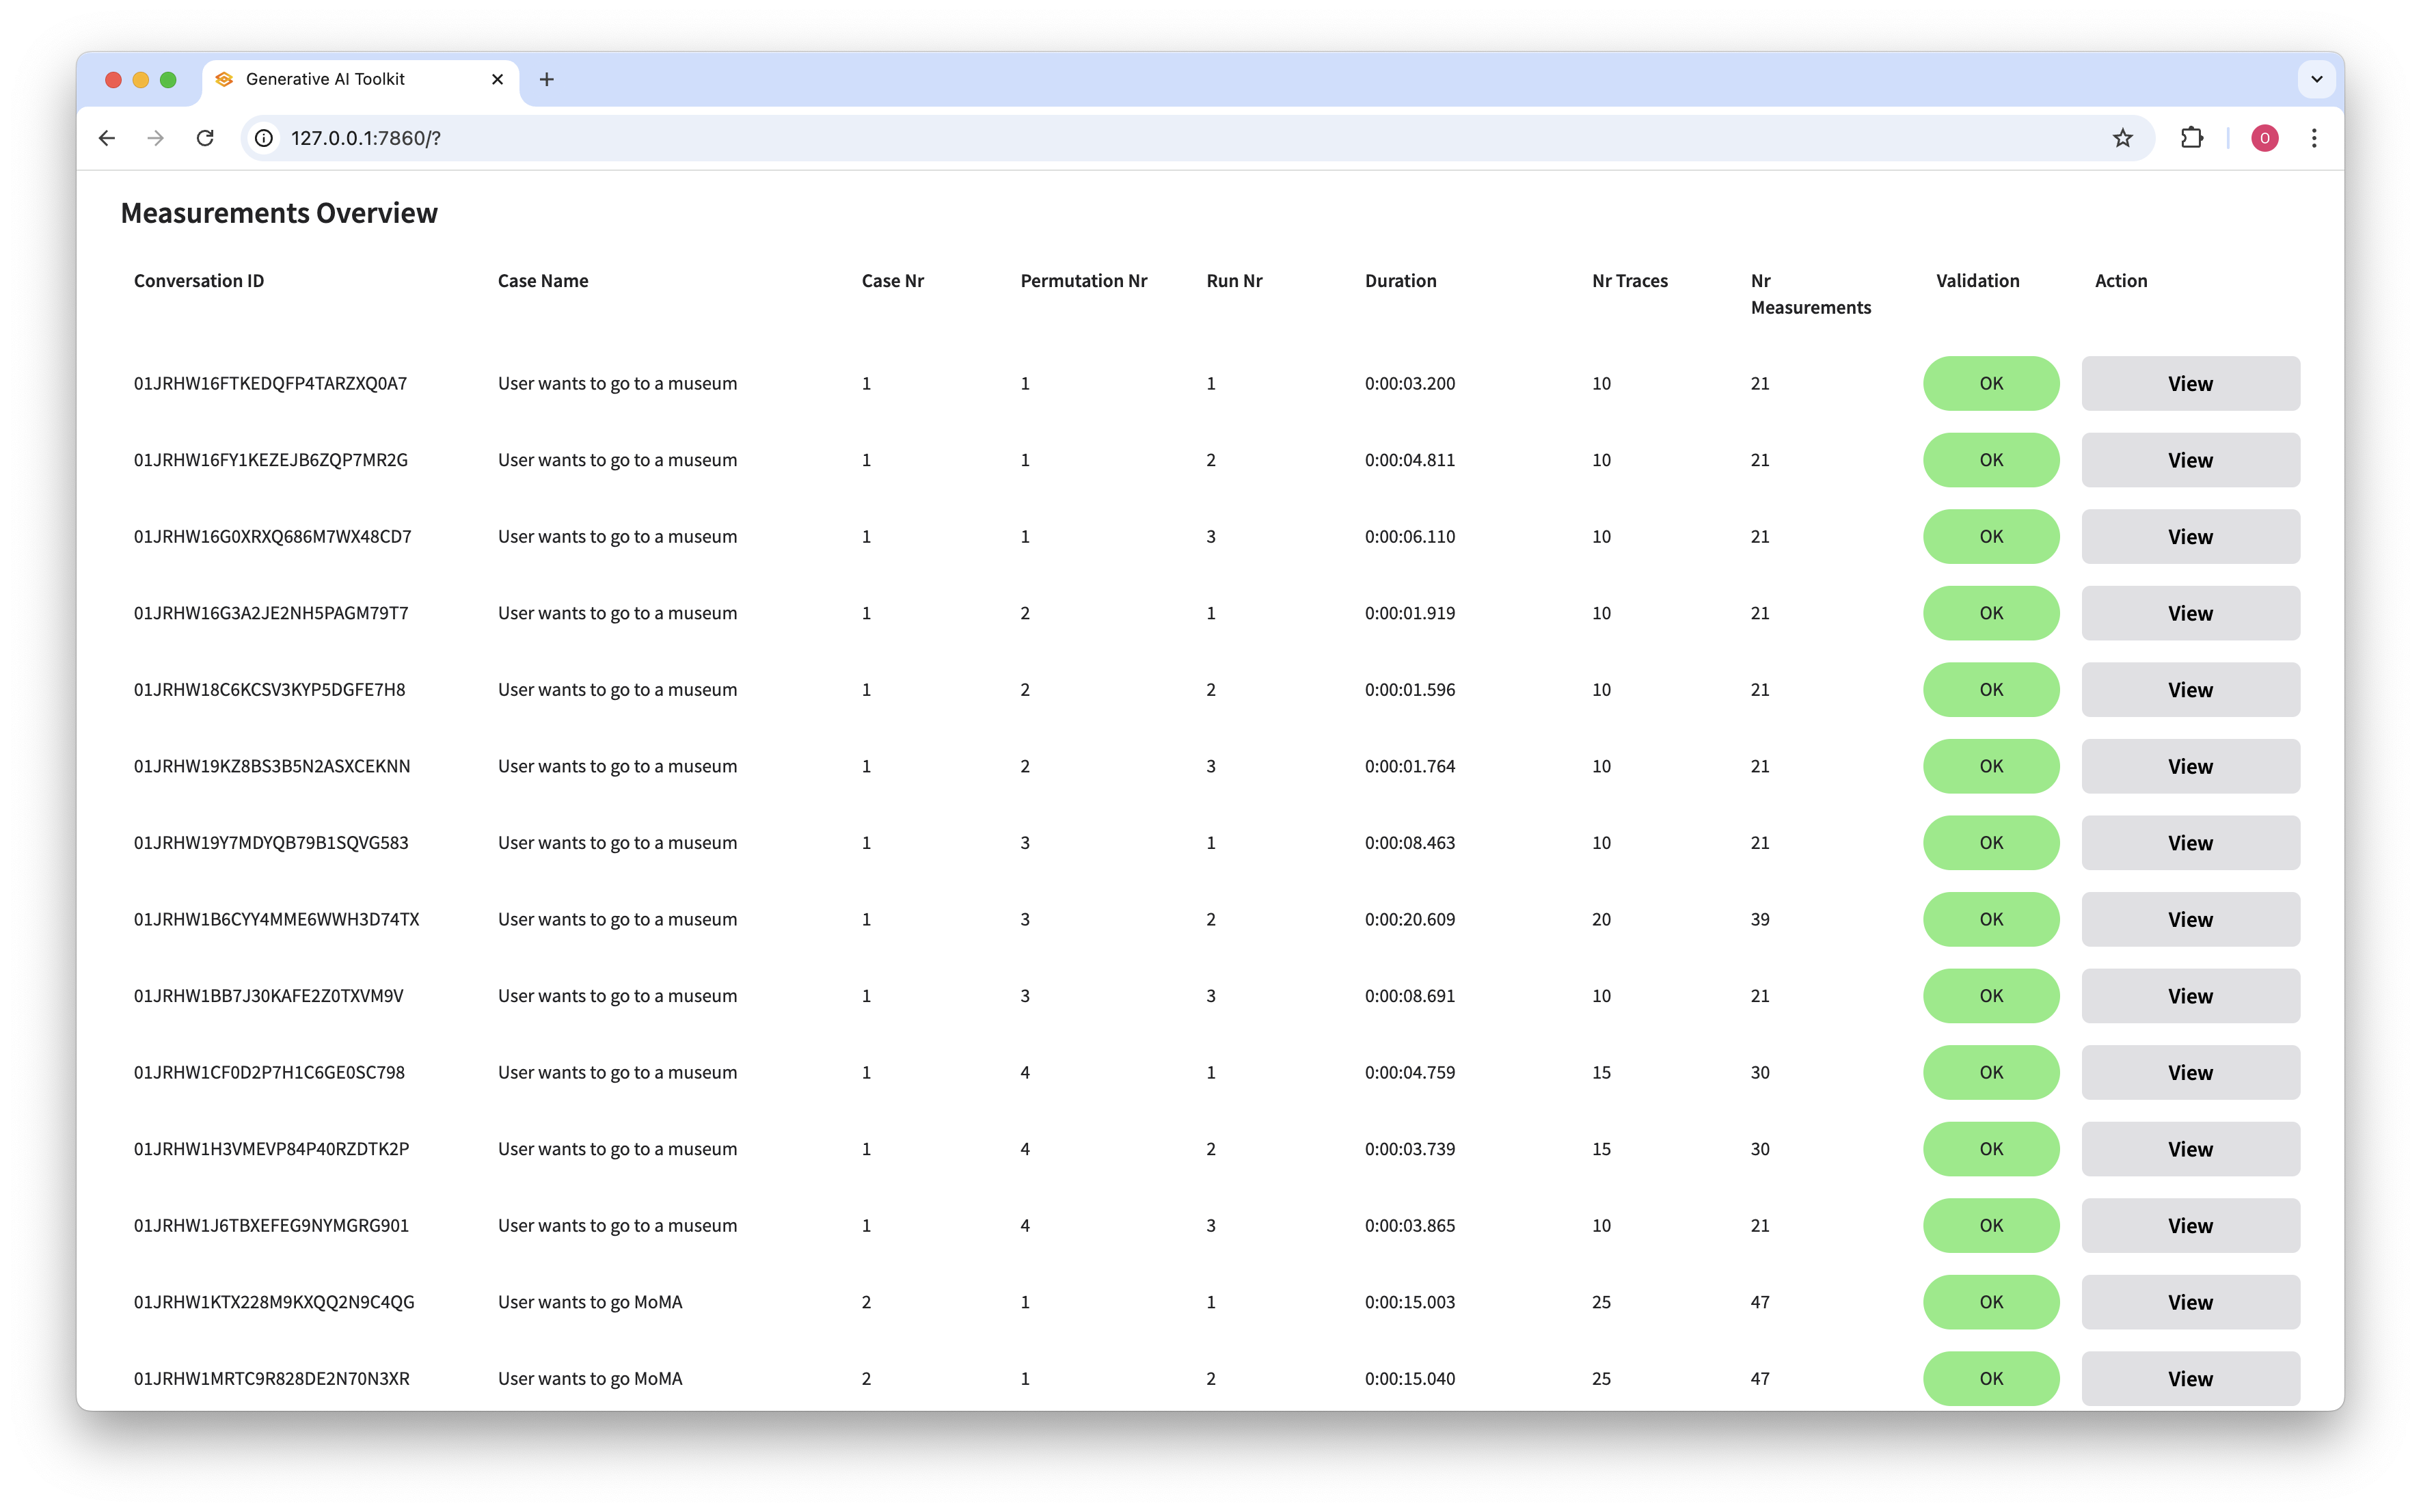 Generative AI Toolkit
127.0.0.1:7860/?
O
Measurements Overview
Conversation ID Case Name Case Nr Permutation Nr Run Nr Duration Nr Traces Nr Measurements Validation Action
01JRHW16FTKEDQFP4TARZXQ0A7 User wants to go to a museum 1 1 1 0:00:03.200 10 21 OK View
01JRHW16FY1KEZEJB6ZQP7MR2G User wants to go to a museum 1 1 2 0:00:04.811 10 21 OK View
01JRHW16G0XRXQ686M7WX48CD7 User wants to go to a museum 1 1 3 0:00:06.110 10 21 OK View
01JRHW16G3A2JE2NH5PAGM79T7 User wants to go to a museum 1 2 1 0:00:01.919 10 21 OK View
01JRHW18C6KCSV3KYP5DGFE7H8 User wants to go to a museum 1 2 2 0:00:01.596 10 21 OK View
01JRHW19KZ8BS3B5N2ASXCEKNN User wants to go to a museum 1 2 3 0:00:01.764 10 21 OK View
01JRHW19Y7MDYQB79B1SQVG583 User wants to go to a museum 1 3 1 0:00:08.463 10 21 OK View
01JRHW1B6CYY4MME6WWH3D74TX User wants to go to a museum 1 3 2 0:00:20.609 20 39 OK View
01JRHW1BB7J30KAFE2Z0TXVM9V User wants to go to a museum 1 3 3 0:00:08.691 10 21 OK View
01JRHW1CF0D2P7H1C6GE0SC798 User wants to go to a museum 1 4 1 0:00:04.759 15 30 OK View
01JRHW1H3VMEVP84P40RZDTK2P User wants to go to a museum 1 4 2 0:00:03.739 15 30 OK View
01JRHW1J6TBXEFEG9NYMGRG901 User wants to go to a museum 1 4 3 0:00:03.865 10 21 OK View
01JRHW1KTX228M9KXQQ2N9C4QG User wants to go MoMA 2 1 1 0:00:15.003 25 47 OK View
01JRHW1MRTC9R828DE2N70N3XR User wants to go MoMA 2 1 2 0:00:15.040 25 47 OK View